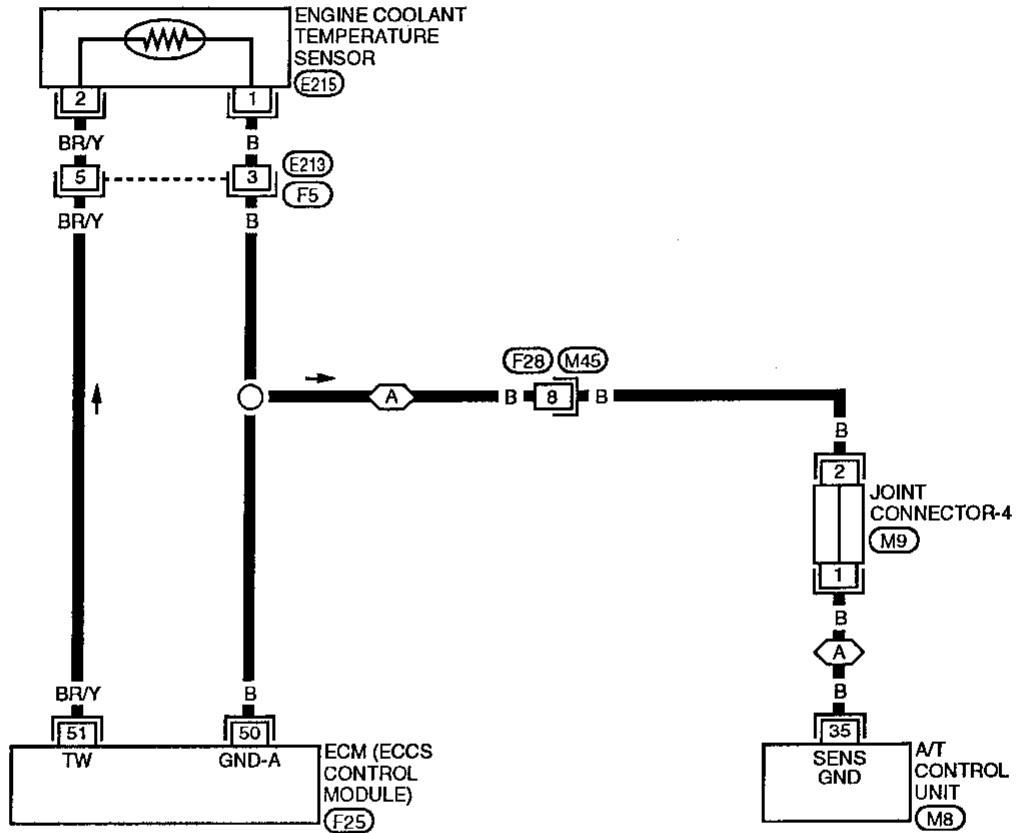 ENGINE COOLANT
TEMPERATURE
SENSOR
E215
2 1
BR/Y B
5 3 E213
F5
BR/Y B
F28 M45
A B 8 B
B
2
JOINT
CONNECTOR-4
M9
1
B
A
BR/Y B B
51 50 35
TW GND-A
ECM (ECCS
CONTROL
MODULE)
F25
SENS
GND
A/T
CONTROL
UNIT
M8